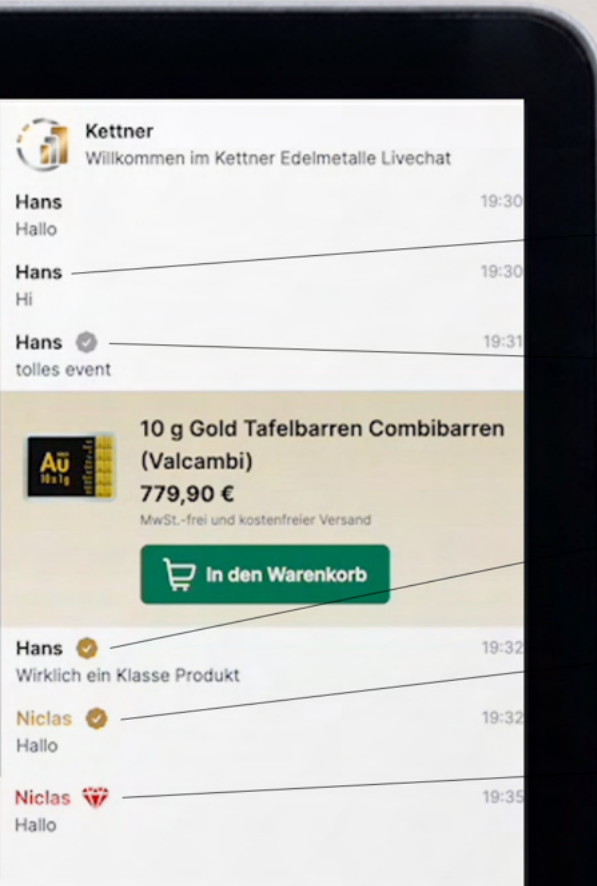 Kettner
Willkommen im Kettner Edelmetalle Livechat
Hans 19:30
Hallo
Hans 19:30
Hi
Hans 19:31
tolles event
10 g Gold Tafelbarren Combibarren
(Valcambi)
Au
10x1g
779,90 €
MwSt.-frei und kostenfreier Versand
In den Warenkorb
Hans 19:32
Wirklich ein Klasse Produkt
Niclas 19:32
Hallo
Niclas 19:35
Hallo